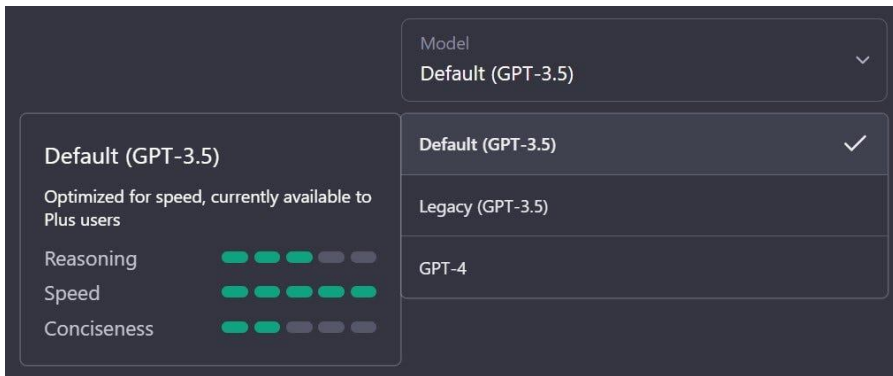 Model
Default (GPT-3.5)
Default (GPT-3.5)
Optimized for speed, currently available to
Plus users
Reasoning
Speed
Conciseness
Default (GPT-3.5)
Legacy (GPT-3.5)
GPT-4